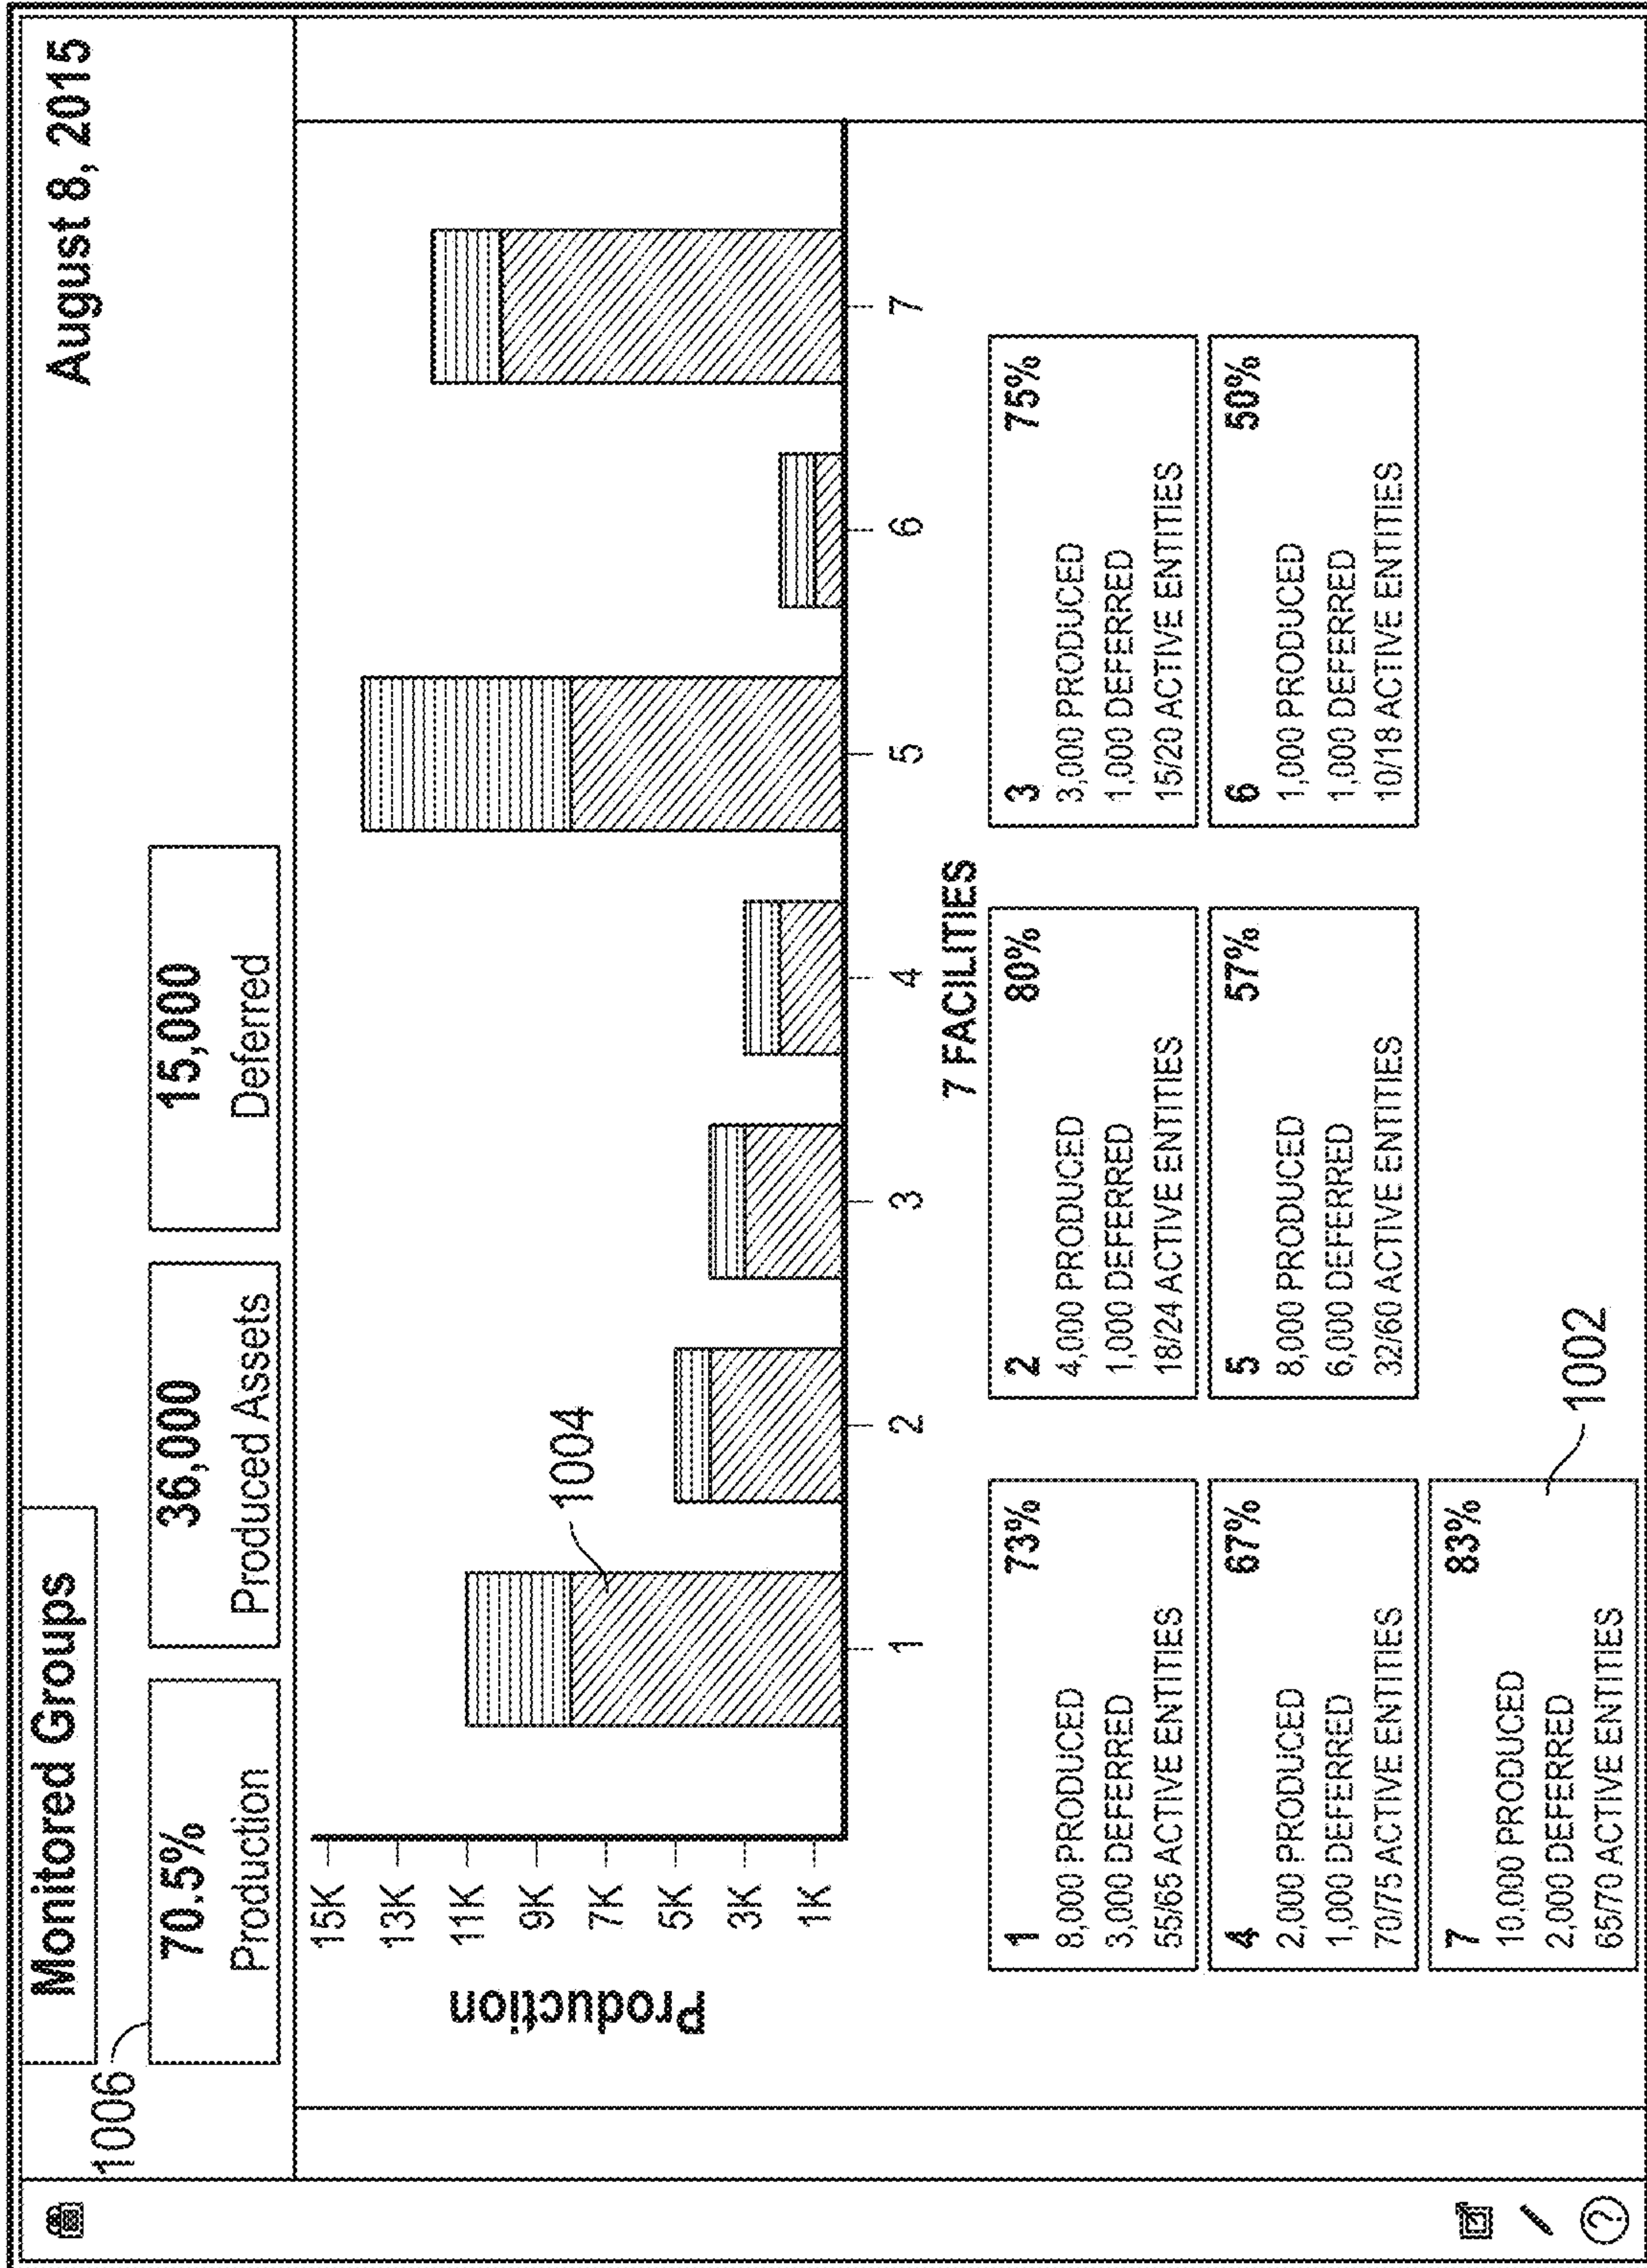 Monitored Groups
August 8, 2015
1006
70.5%
Production
36,000
Produced Assets
15,000
Deferred
Production
15K
13K
11K
9K
7K
5K
3K
1K
1004
1
2
3
4
5
6
7
7 FACILITIES
1 73%
8,000 PRODUCED
3,000 DEFERRED
55/65 ACTIVE ENTITIES
2 80%
4,000 PRODUCED
1,000 DEFERRED
18/24 ACTIVE ENTITIES
3 75%
3,000 PRODUCED
1,000 DEFERRED
15/20 ACTIVE ENTITIES
4 67%
2,000 PRODUCED
1,000 DEFERRED
70/75 ACTIVE ENTITIES
5 57%
8,000 PRODUCED
6,000 DEFERRED
32/60 ACTIVE ENTITIES
6 50%
1,000 PRODUCED
1,000 DEFERRED
10/18 ACTIVE ENTITIES
7 83%
10,000 PRODUCED
2,000 DEFERRED
65/70 ACTIVE ENTITIES
1002
?